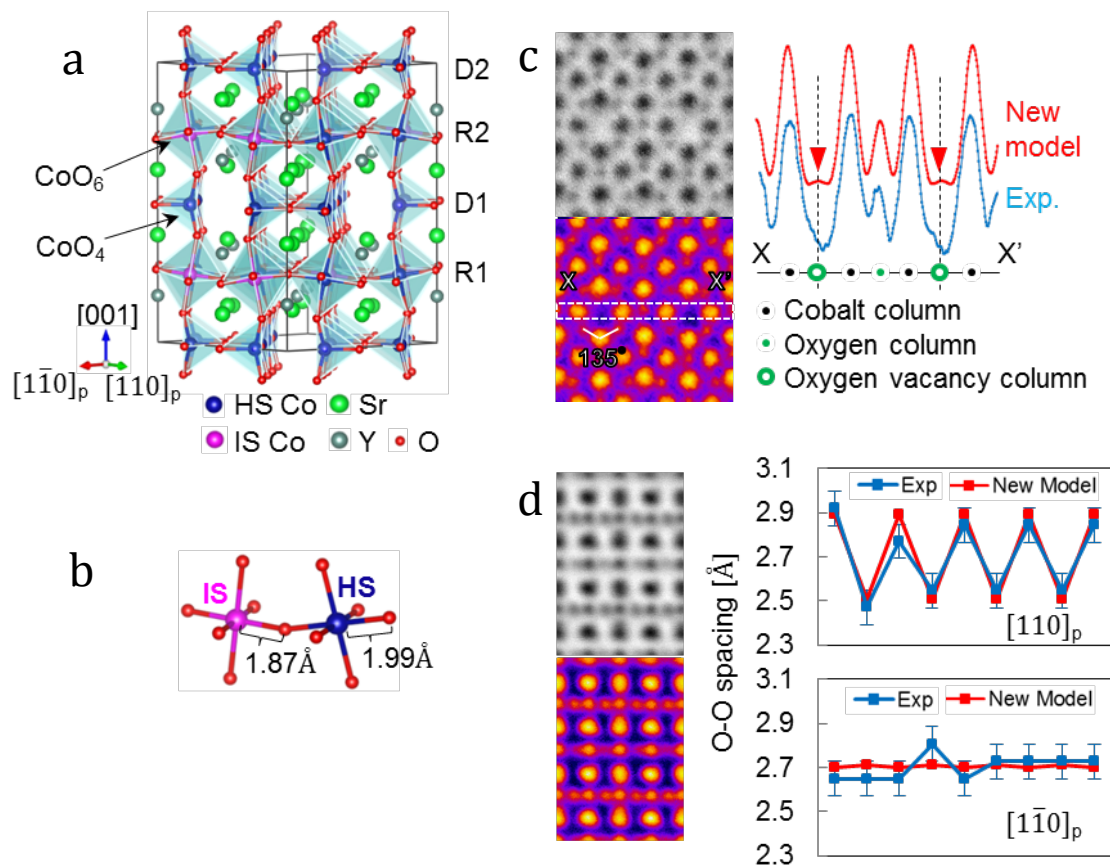 a
D2
R2
CoO₆
D1
CoO₄
R1
[001]
[11̅0]ₚ [110]ₚ
HS Co Sr
IS Co Y O
b
IS HS
1.87Å 1.99Å
c
New
model
Exp.
X X'
X X'
135°
Cobalt column
Oxygen column
Oxygen vacancy column
d
O-O spacing [Å]
3.1
2.9
2.7
2.5
2.3
Exp New Model
[110]ₚ
3.1
2.9
2.7
2.5
2.3
Exp New Model
[11̅0]ₚ